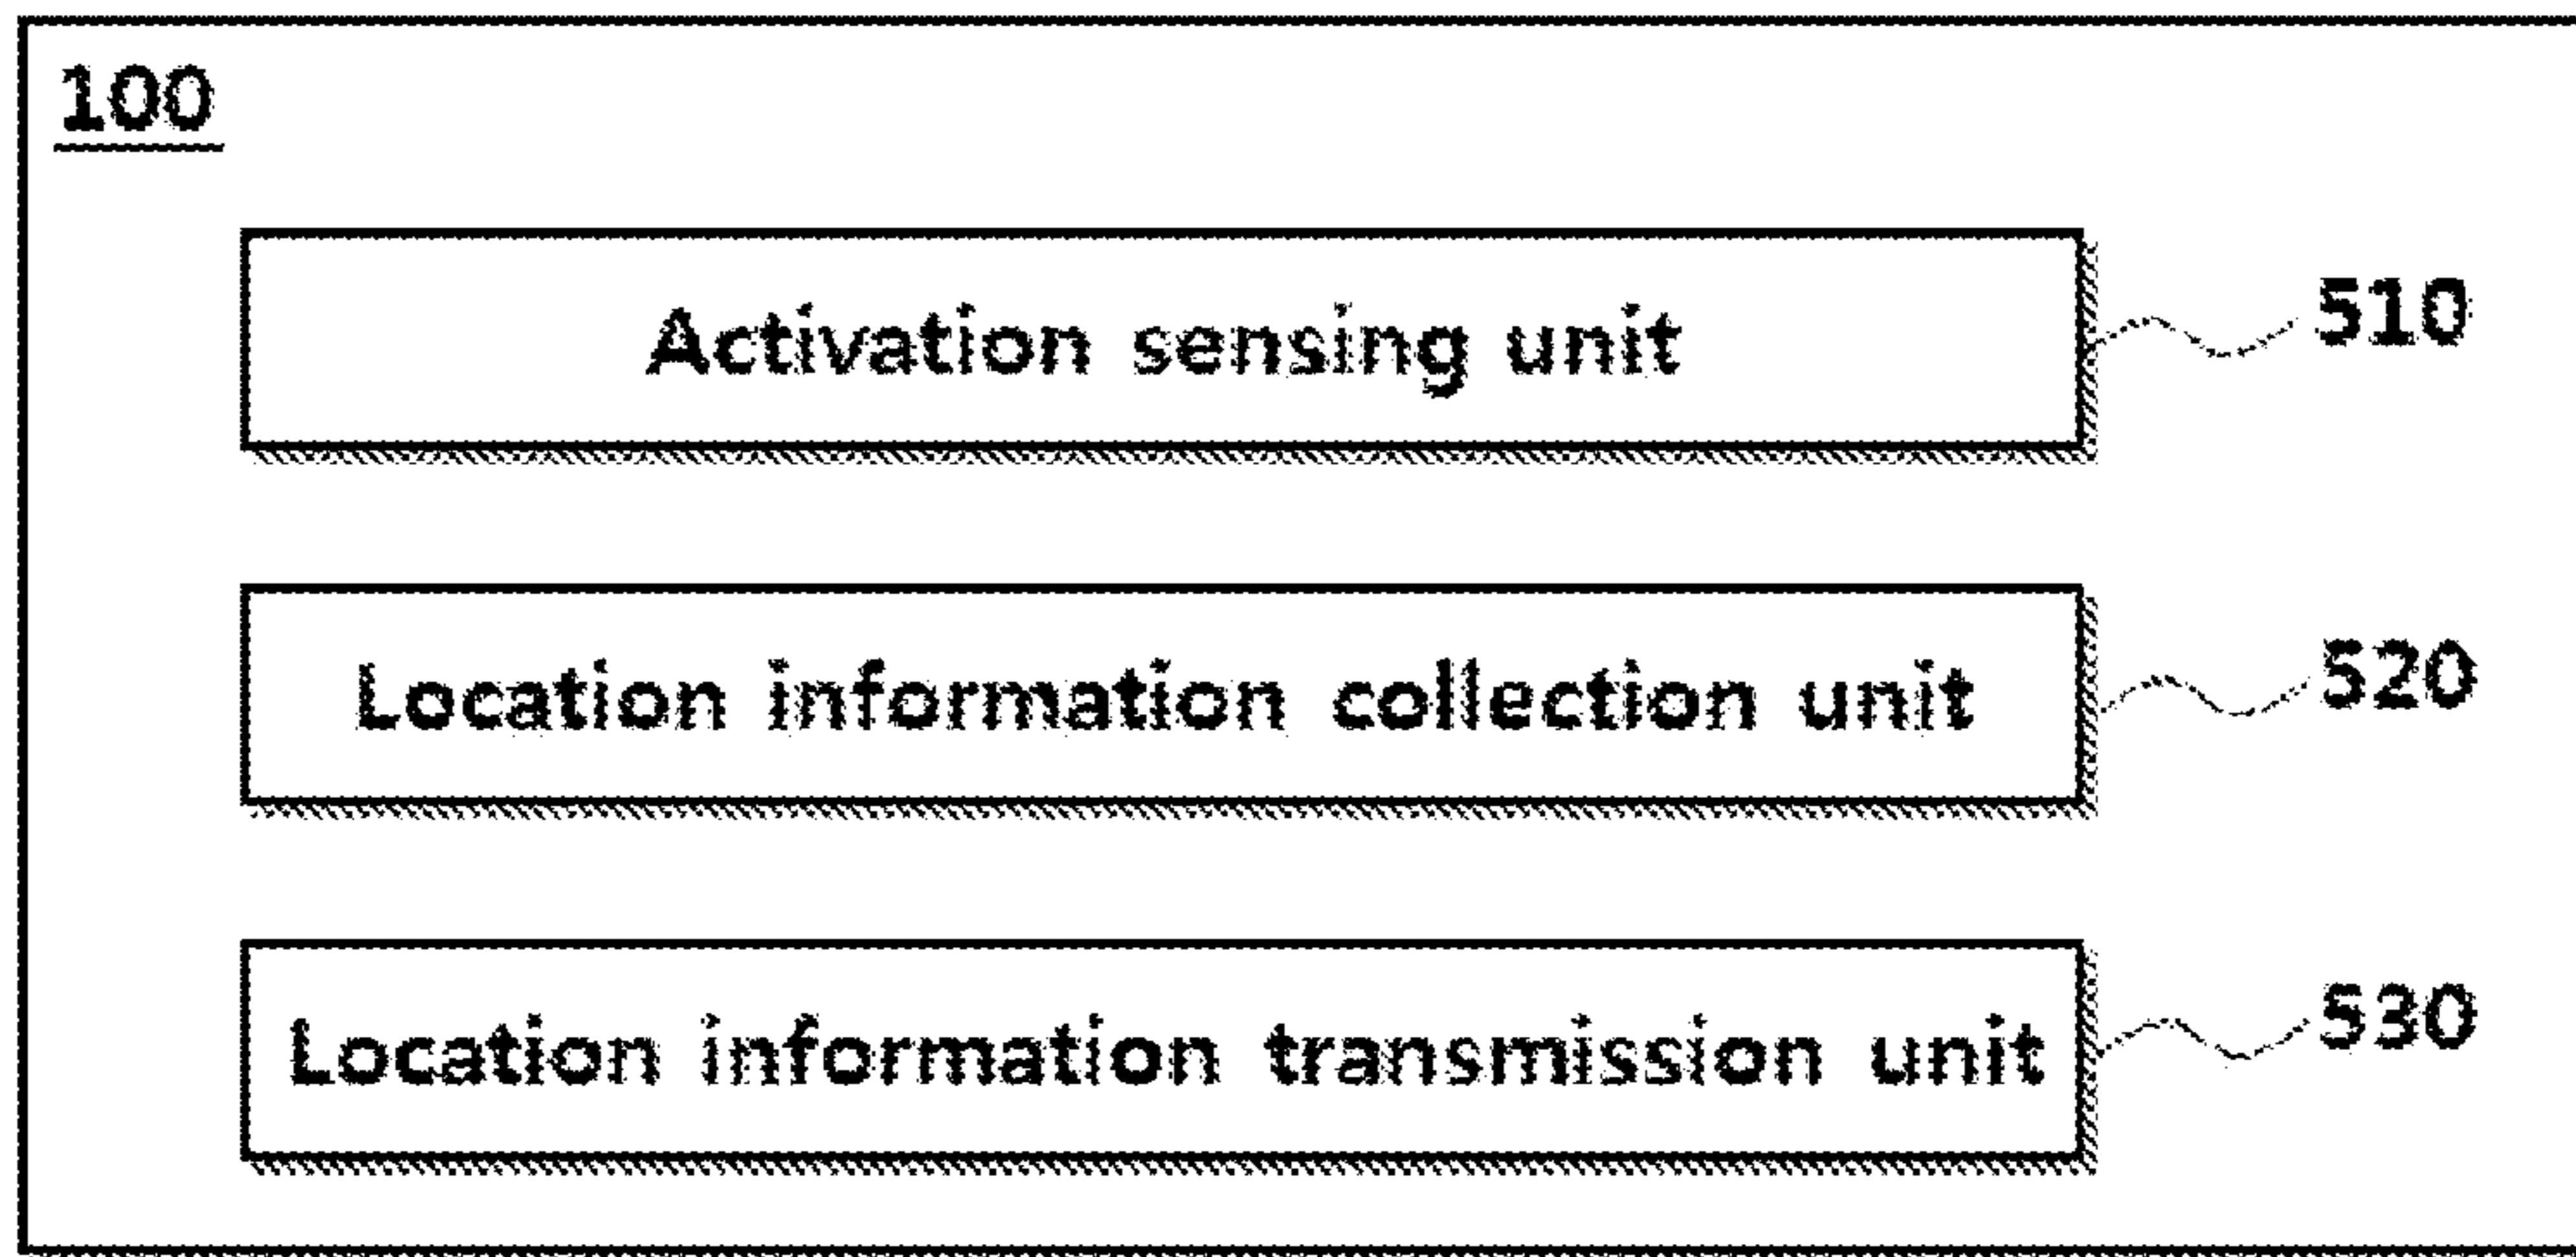 100
Activation sensing unit
510
Location information collection unit
520
Location information transmission unit
530